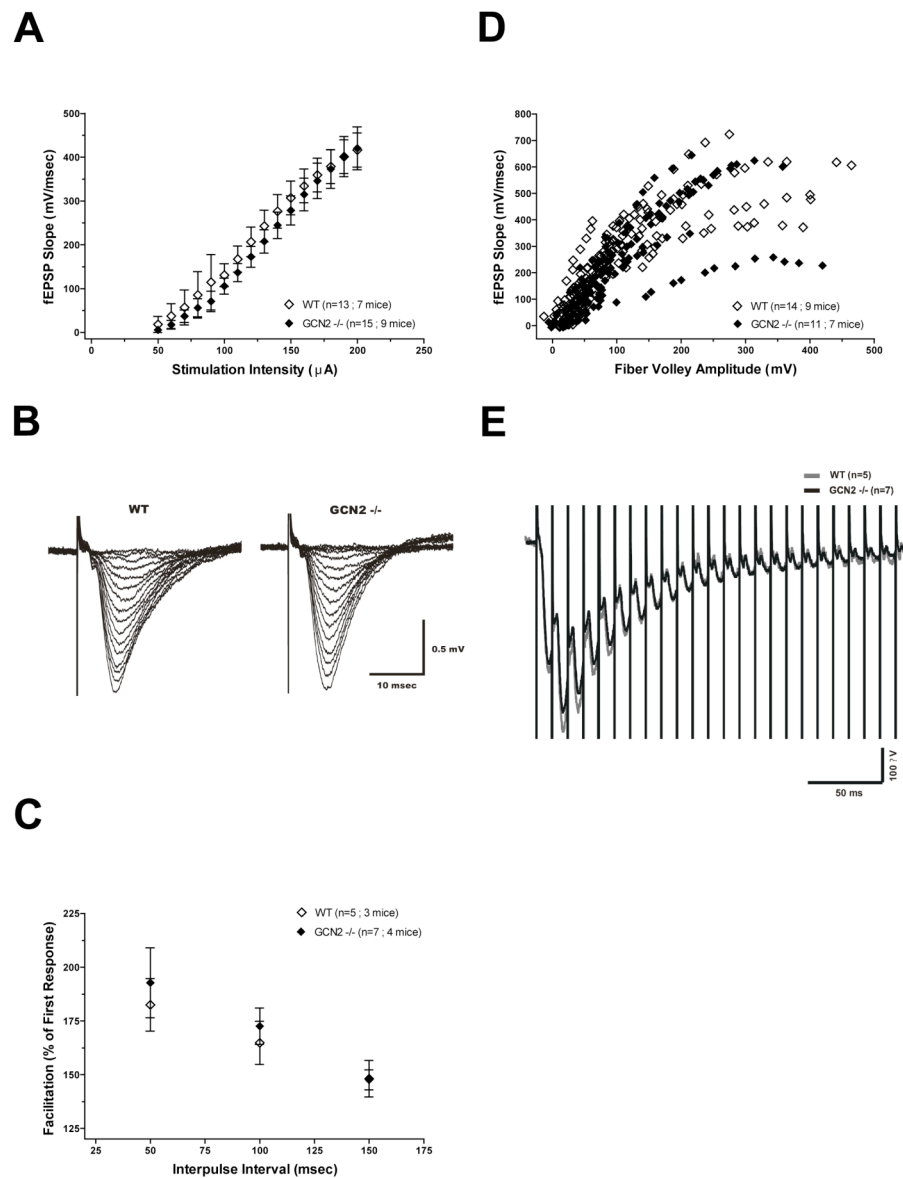 A
500
400
300
200
100
0
fEPSP Slope (mV/msec)
WT (n=13 ; 7 mice)
GCN2 -/- (n=15 ; 9 mice)
0 50 100 150 200 250
Stimulation Intensity (μA)
D
800
700
600
500
400
300
200
100
0
fEPSP Slope (mV/msec)
WT (n=14 ; 9 mice)
GCN2 -/- (n=11 ; 7 mice)
0 100 200 300 400 500
Fiber Volley Amplitude (mV)
B
WT
GCN2 -/-
0.5 mV
10 msec
E
WT (n=5)
GCN2 -/- (n=7)
100 ? V
50 ms
C
225
200
175
150
125
Facilitation (% of First Response)
WT (n=5 ; 3 mice)
GCN2 -/- (n=7 ; 4 mice)
25 50 75 100 125 150 175
Interpulse Interval (msec)